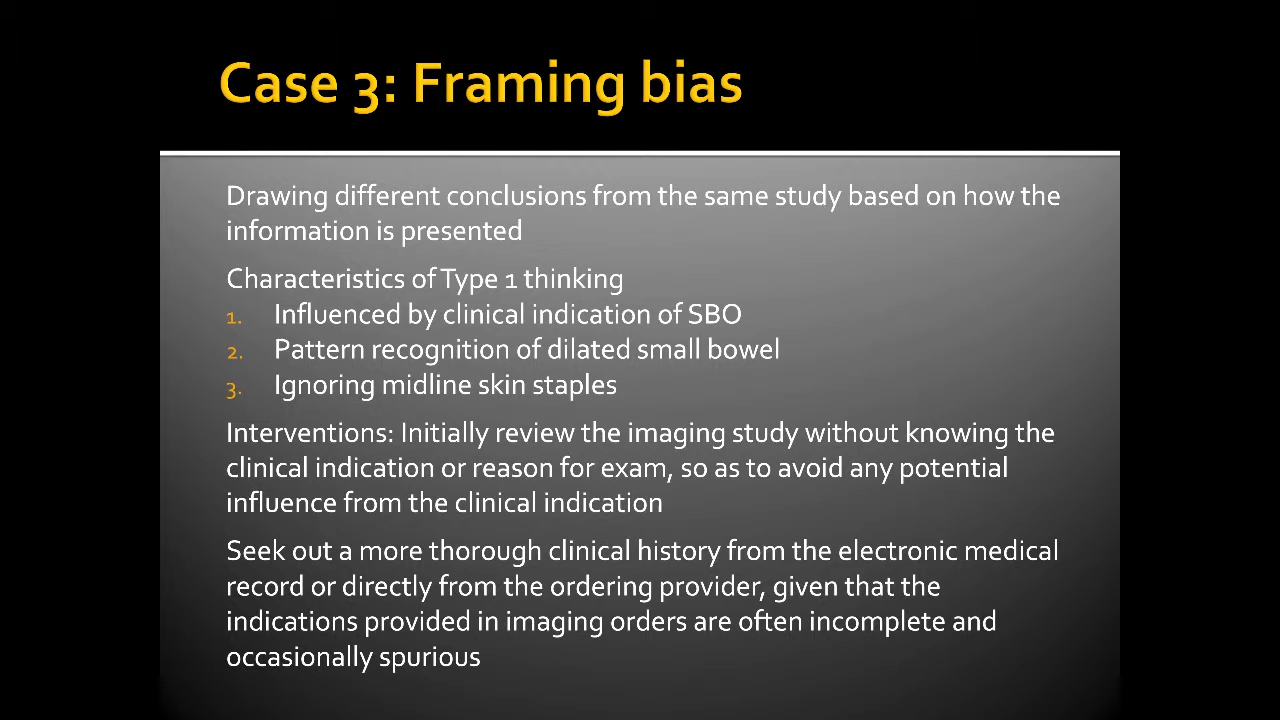 Case 3: Framing bias
Drawing different conclusions from the same study based on how the
information is presented
Characteristics of Type 1 thinking
1. Influenced by clinical indication of SBO
2. Pattern recognition of dilated small bowel
3. Ignoring midline skin staples
Interventions: Initially review the imaging study without knowing the
clinical indication or reason for exam, so as to avoid any potential
influence from the clinical indication
Seek out a more thorough clinical history from the electronic medical
record or directly from the ordering provider, given that the
indications provided in imaging orders are often incomplete and
occasionally spurious